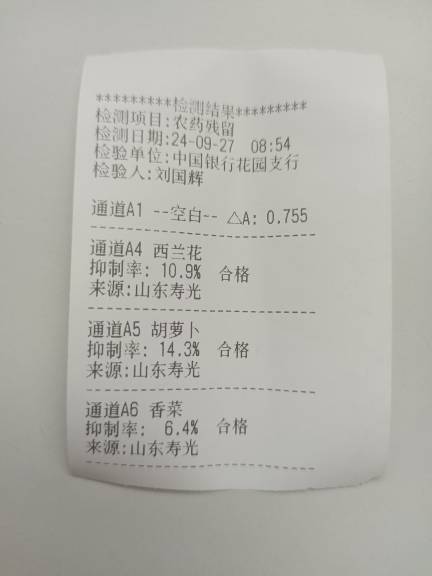 *********检测结果*********
检测项目:农药残留
检测日期:24-09-27 08:54
检验单位:中国银行花园支行
检验人:刘国辉
通道A1 --空白-- △A: 0.755
--------------------------------
通道A4 西兰花
抑制率: 10.9% 合格
来源:山东寿光
--------------------------------
通道A5 胡萝卜
抑制率: 14.3% 合格
来源:山东寿光
--------------------------------
通道A6 香菜
抑制率: 6.4% 合格
来源:山东寿光
--------------------------------